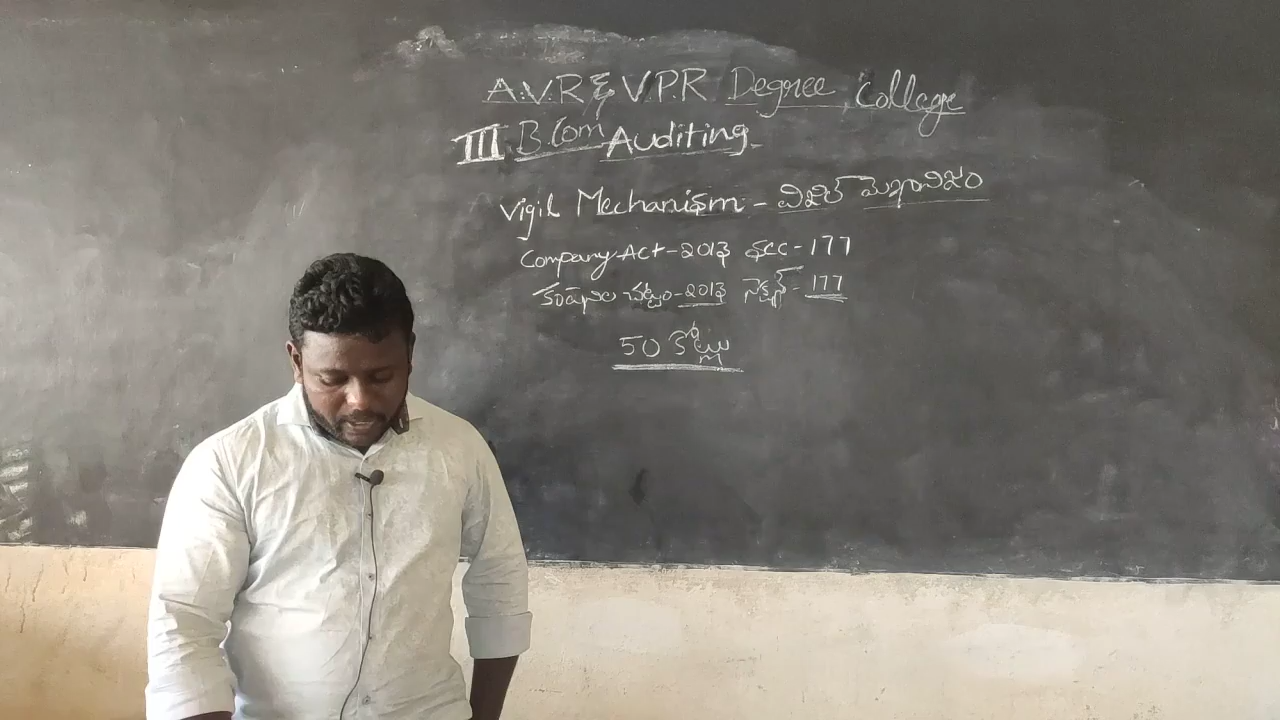 A.V.R & V.P.R Degree College
III B.Com Auditing
Vigil Mechanism - విజిల్ మెఖానిజం
Company Act - 2013 sec - 177
కంపెనీల చట్టం - 2013 సెక్షన్ - 177
50 కోట్లు